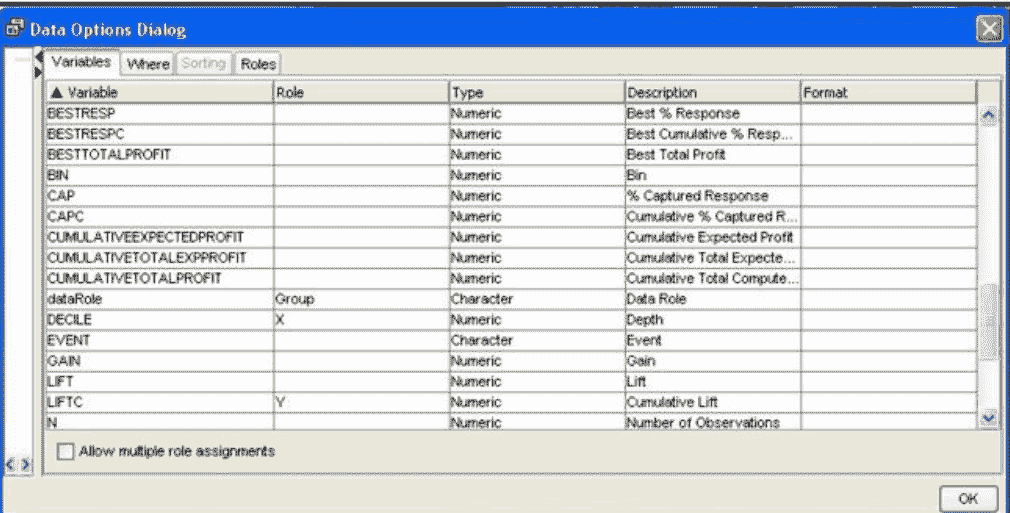 Data Options Dialog
Variables Where Sorting Roles
▲ Variable Role Type Description Format
BESTRESP Numeric Best % Response
BESTRESPC Numeric Best Cumulative % Resp...
BESTTOTALPROFIT Numeric Best Total Profit
BIN Numeric Bin
CAP Numeric % Captured Response
CAPC Numeric Cumulative % Captured R...
CUMULATIVEEXPECTEDPROFIT Numeric Cumulative Expected Profit
CUMULATIVETOTALEXPPROFIT Numeric Cumulative Total Expecte...
CUMULATIVETOTALPROFIT Numeric Cumulative Total Compute...
dataRole Group Character Data Role
DECILE X Numeric Depth
EVENT Character Event
GAIN Numeric Gain
LIFT Numeric Lift
LIFTC Y Numeric Cumulative Lift
N Numeric Number of Observations
Allow multiple role assignments
OK